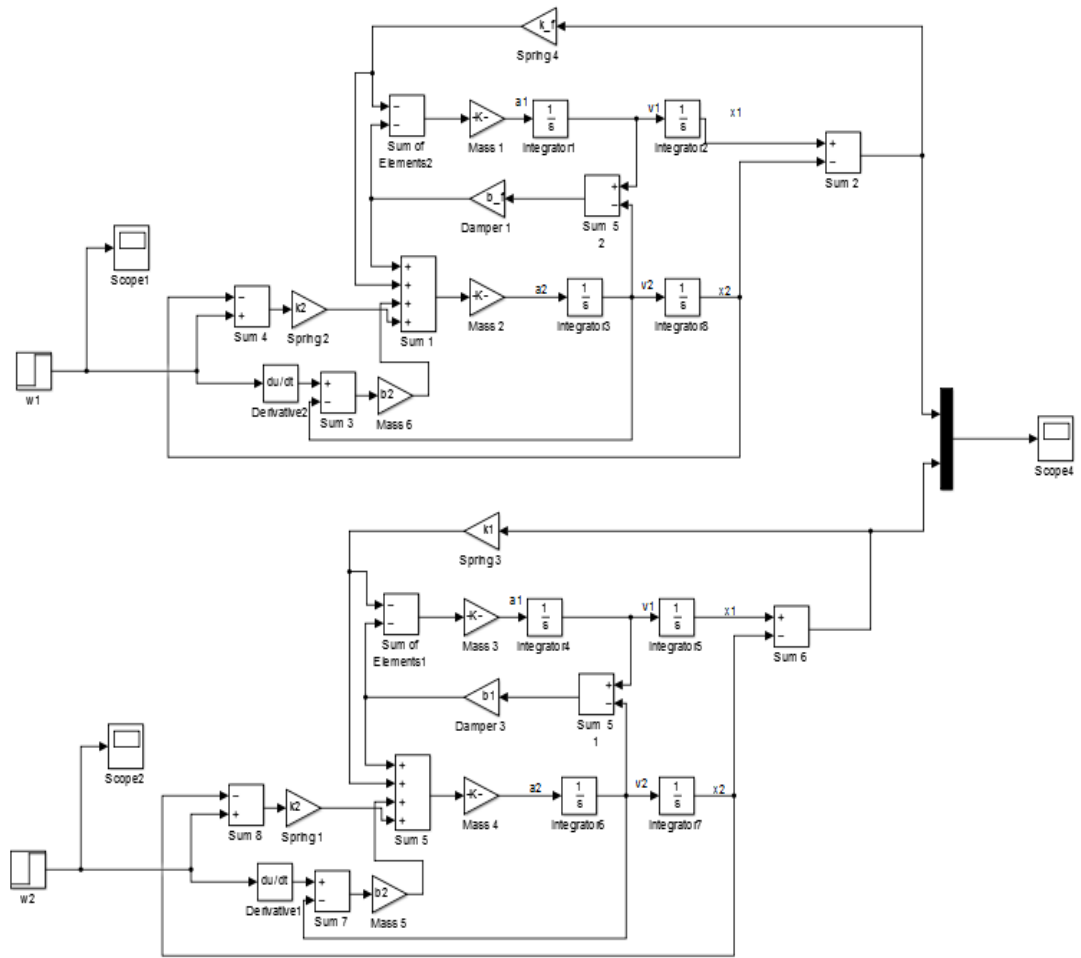 k_f
Spring 4
−
−
Sum of
Elements2
-K-
Mass 1
a1
1
s
Integrator1
v1
1
s
Integrator2
x1
+
−
Sum 2
b_f
Damper 1
+
−
Sum 5
2
Scope1
−
+
Sum 4
k2
Spring 2
+
+
+
+
Sum 1
-K-
Mass 2
a2
1
s
Integrator3
v2
1
s
Integrator8
x2
w1
du/dt
Derivative2
+
−
Sum 3
b2
Mass 6
Scope4
k1
Spring 3
−
−
Sum of
Elements1
-K-
Mass 3
a1
1
s
Integrator4
v1
1
s
Integrator5
x1
+
−
Sum 6
b1
Damper 3
+
−
Sum 5
1
Scope2
−
+
Sum 8
k2
Spring 1
+
+
+
+
Sum 5
-K-
Mass 4
a2
1
s
Integrator6
v2
1
s
Integrator7
x2
w2
du/dt
Derivative1
+
−
Sum 7
b2
Mass 5